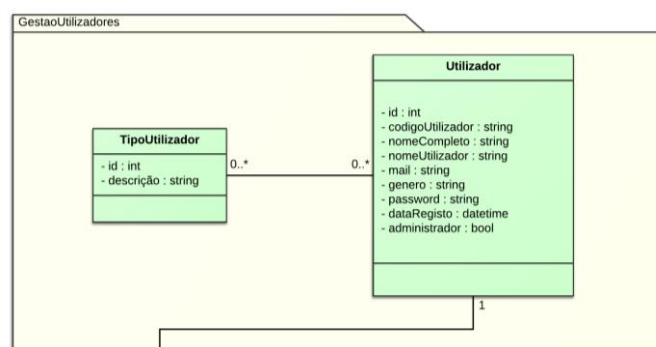 GestaoUtilizadores
Utilizador
- id : int
- codigoUtilizador : string
- nomeCompleto : string
- nomeUtilizador : string
- mail : string
- genero : string
- password : string
- dataRegisto : datetime
- administrador : bool
TipoUtilizador
- id : int
- descrição : string
0..*
0..*
1